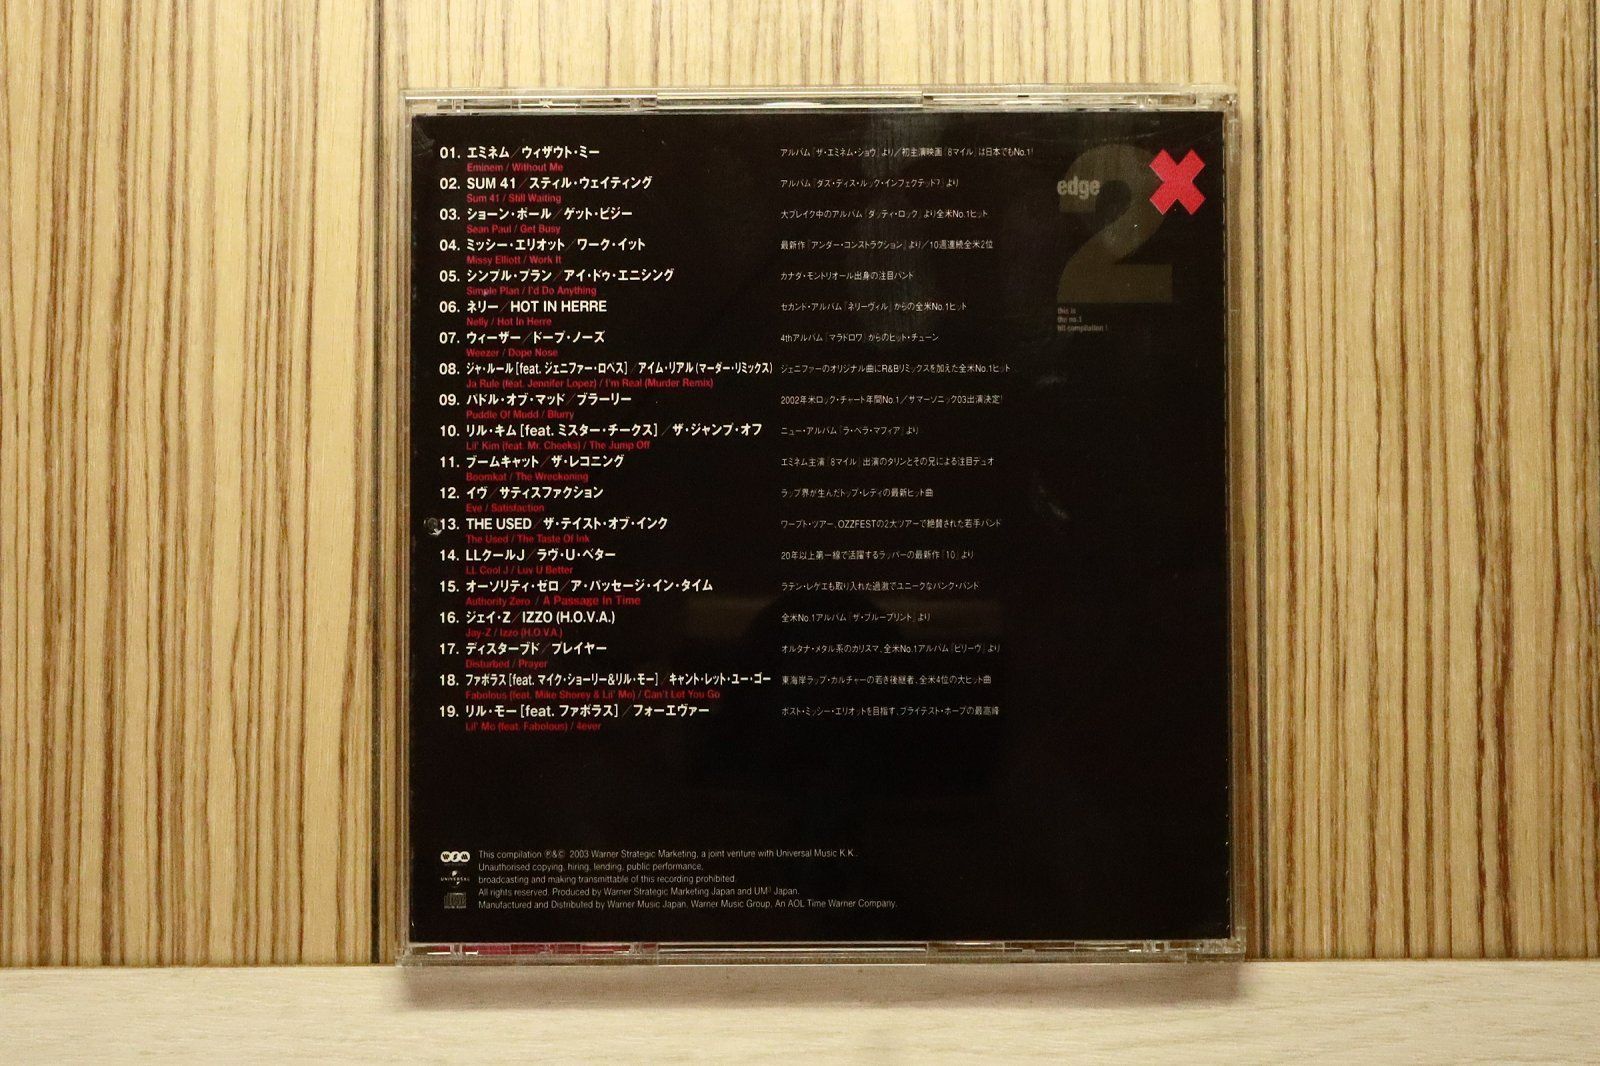 01. エミネム／ウィザウト・ミー アルバム『ザ・エミネム・ショウ』より／初主演映画『8マイル』は日本でもNo.1!
Eminem / Without Me
02. SUM 41／スティル・ウェイティング アルバム『ダズ・ディス・ルック・インフェクテッド?』より
Sum 41 / Still Waiting
03. ショーン・ポール／ゲット・ビジー 大ブレイク中のアルバム『ダッティ・ロック』より全米No.1ヒット
Sean Paul / Get Busy
04. ミッシー・エリオット／ワーク・イット 最新作『アンダー・コンストラクション』より／10週連続全米2位
Missy Elliott / Work It
05. シンプル・プラン／アイ・ドゥ・エニシング カナダ・モントリオール出身の注目バンド
Simple Plan / I'd Do Anything
06. ネリー／HOT IN HERRE セカンド・アルバム『ネリーヴィル』からの全米No.1ヒット
Nelly / Hot In Herre
07. ウィーザー／ドープ・ノーズ 4thアルバム『マラドロワ』からのヒット・チューン
Weezer / Dope Nose
08. ジャ・ルール[feat. ジェニファー・ロペス]／アイム・リアル(マーダー・リミックス) ジェニファーのオリジナル曲にR&Bリミックスを加えた全米No.1ヒット
Ja Rule (feat. Jennifer Lopez) / I'm Real (Murder Remix)
09. パドル・オブ・マッド／ブラーリー 2002年米ロック・チャート年間No.1／サマーソニック03出演決定!
Puddle Of Mudd / Blurry
10. リル・キム[feat. ミスター・チークス]／ザ・ジャンプ・オフ ニュー・アルバム『ラ・ベラ・マフィア』より
Lil' Kim (feat. Mr. Cheeks) / The Jump Off
11. ブームキャット／ザ・レコニング エミネム主演『8マイル』出演のタリンとその兄による注目デュオ
Boomkat / The Wreckoning
12. イヴ／サティスファクション ラップ界が生んだトップ・レディの最新ヒット曲
Eve / Satisfaction
13. THE USED／ザ・テイスト・オブ・インク ワープト・ツアー、OZZFESTの2大ツアーで絶賛された若手バンド
The Used / The Taste Of Ink
14. LLクールJ／ラヴ・U・ベター 20年以上第一線で活躍するラッパーの最新作『10』より
LL Cool J / Luv U Better
15. オーソリティ・ゼロ／ア・パッセージ・イン・タイム ラテン・レゲエも取り入れた過激でユニークなパンク・バンド
Authority Zero / A Passage In Time
16. ジェイ・Z／IZZO (H.O.V.A.) 全米No.1アルバム『ザ・ブループリント』より
Jay-Z / Izzo (H.O.V.A.)
17. ディスターブド／プレイヤー オルタナ・メタル系のカリスマ、全米No.1アルバム『ビリーヴ』より
Disturbed / Prayer
18. ファボラス[feat. マイク・ショーリー&リル・モー]／キャント・レット・ユー・ゴー 東海岸ラップ・カルチャーの若き後継者、全米4位の大ヒット曲
Fabolous (feat. Mike Shorey & Lil' Mo) / Can't Let You Go
19. リル・モー[feat. ファボラス]／フォーエヴァー ポスト・ミッシー・エリオットを目指す、ブライテスト・ホープの最高峰
Lil' Mo (feat. Fabolous) / 4ever
edge
2
this is
the no.1
hit compilation !
WSM
UNIVERSAL
This compilation ℗&© 2003 Warner Strategic Marketing, a joint venture with Universal Music K.K..
Unauthorised copying, hiring, lending, public performance,
broadcasting and making transmittable of this recording prohibited.
All rights reserved. Produced by Warner Strategic Marketing Japan and UM³ Japan.
Manufactured and Distributed by Warner Music Japan, Warner Music Group, An AOL Time Warner Company.